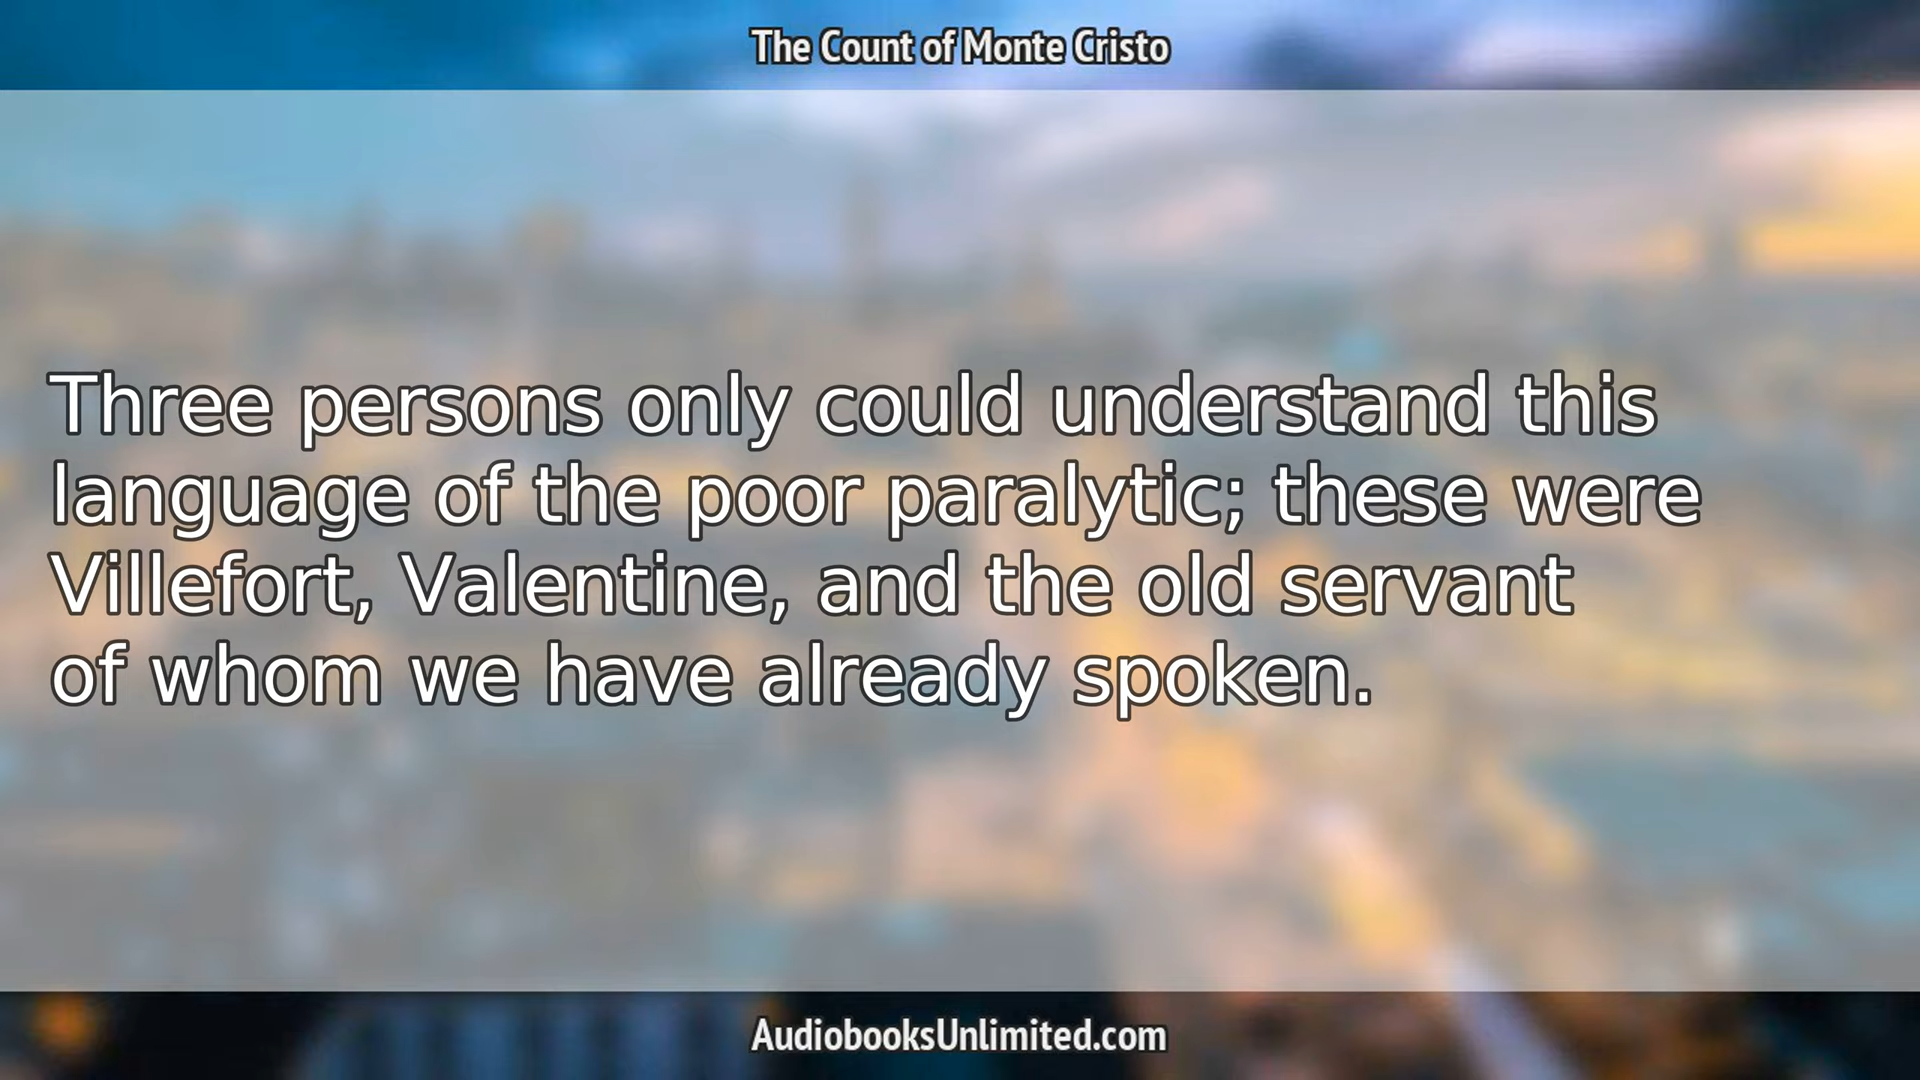 The Count of Monte Cristo
Three persons only could understand this
language of the poor paralytic; these were
Villefort, Valentine, and the old servant
of whom we have already spoken.
AudiobooksUnlimited.com